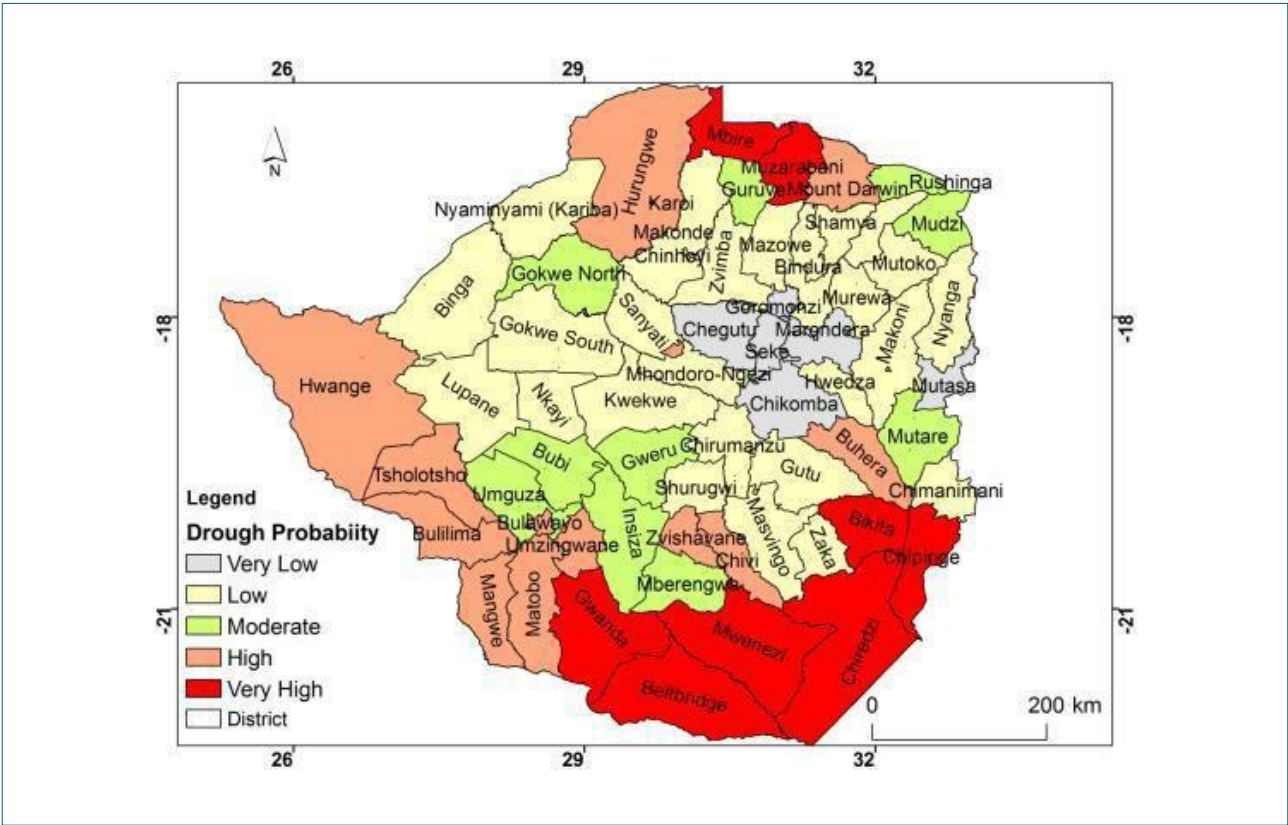 26 29 32
Mbire
Muzarabani
Hurungwe
Guruve Mount Darwin Rushinga
Nyaminyami (Kariba) Karoi
Shamva Mudzi
Makonde
Mazowe
Chinhoyi Zvimba
Bindura Mutoko
Gokwe North
Binga
Sanyati
Goromonzi Murewa
-18 -18
Chegutu Marondera Makoni Nyanga
Gokwe South
Seke
Mhondoro-Ngezi
Hwange Lupane Nkayi Kwekwe Hwedza Mutasa
Chikomba
Bubi Gweru Chirumanzu Buhera Mutare
Tsholotsho Gutu
Umguza Shurugwi Chimanimani
Legend
Drough Probabiity
Bulilima Bulawayo Insiza Zvishavane Masvingo Bikita
Umzingwane Chivi Zaka Chipinge
Very Low
Low
Mangwe Matobo Mberengwa
Moderate
-21 -21
Gwanda Mwenezi Chiredzi
High
Very High
Beitbridge
District
0 200 km
26 29 32
N